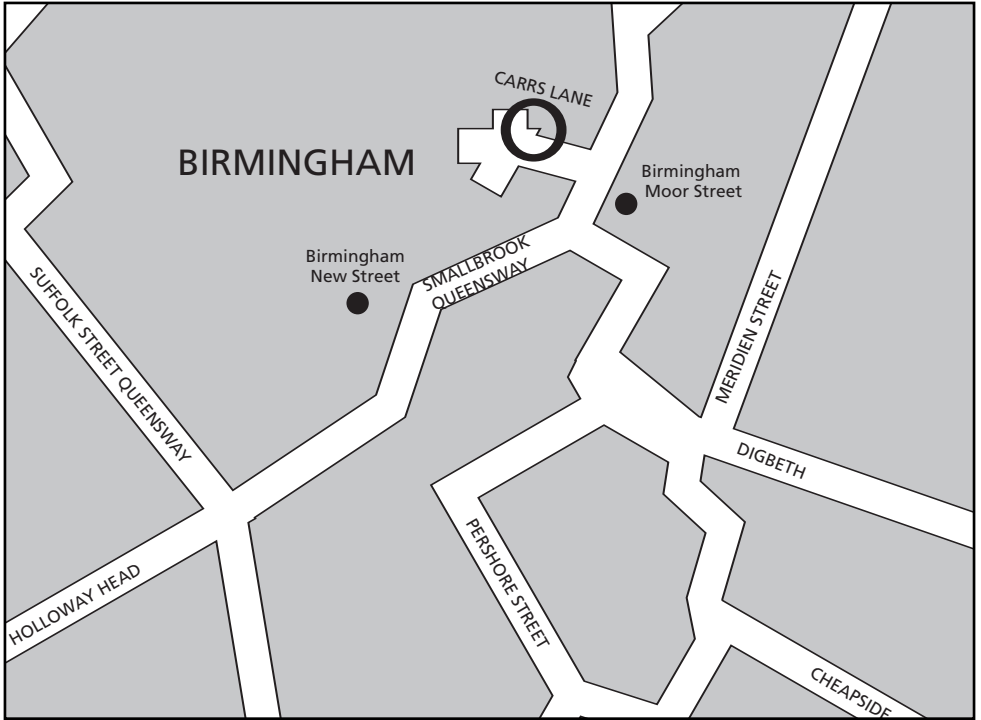 CARRS LANE
BIRMINGHAM
Birmingham
Moor Street
Birmingham
New Street
SMALLBROOK
QUEENSWAY
SUFFOLK STREET QUEENSWAY
MERIDIEN STREET
DIGBETH
PERSHORE STREET
HOLLOWAY HEAD
CHEAPSIDE